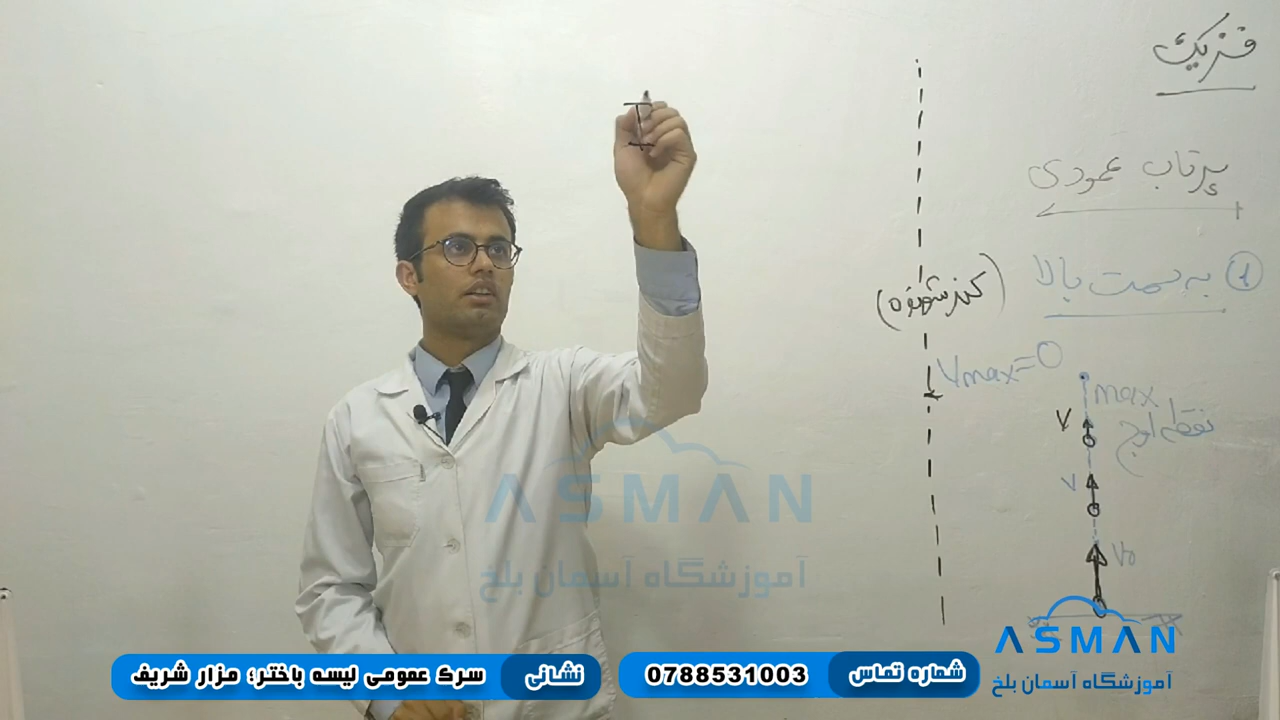 فزیک
پرتاب عمودی
① به سمت بالا
Vmax=0
max
نقطه اوج
V
V
V₀
ASMAN
آموزشگاه آسمان بلخ
ASMAN
آموزشگاه آسمان بلخ
شماره تماس 0788531003
نشانی سرک عمومی لیسه باختر؛ مزار شریف